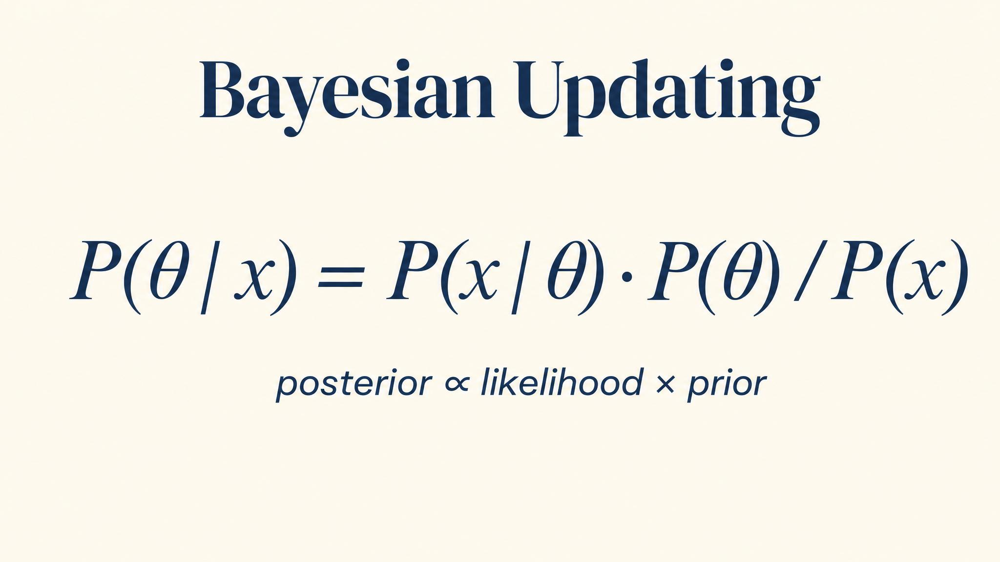 Bayesian Updating
P(θ | x) = P(x | θ) · P(θ) / P(x)
posterior ∝ likelihood × prior